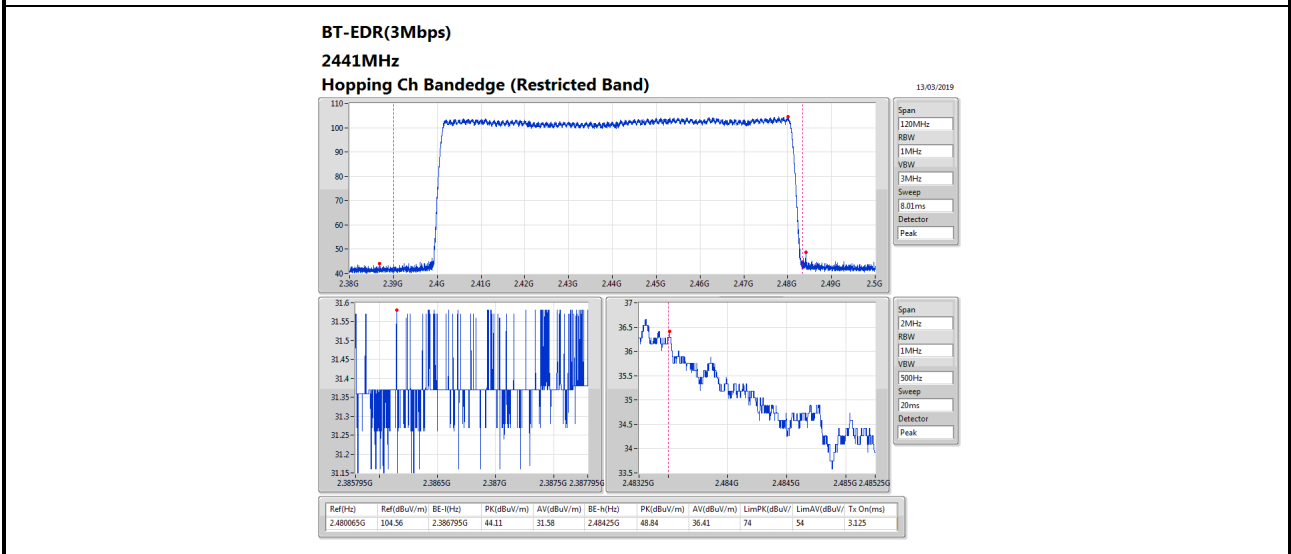 BT-EDR(3Mbps)
2441MHz
Hopping Ch Bandedge (Restricted Band)
13/03/2019
110
100
90
80
70
60
50
40
2.38G 2.39G 2.4G 2.41G 2.42G 2.43G 2.44G 2.45G 2.46G 2.47G 2.48G 2.49G 2.5G
Span
120MHz
RBW
1MHz
VBW
3MHz
Sweep
8.01ms
Detector
Peak
31.6
31.55
31.5
31.45
31.4
31.35
31.3
31.25
31.2
31.15
2.385795G 2.3865G 2.387G 2.3875G 2.387795G
37
36.5
36
35.5
35
34.5
34
33.5
2.48325G 2.484G 2.4845G 2.485G 2.48525G
Span
2MHz
RBW
1MHz
VBW
500Hz
Sweep
20ms
Detector
Peak
Ref(Hz) Ref(dBuV/m) BE-l(Hz) PK(dBuV/m) AV(dBuV/m) BE-h(Hz) PK(dBuV/m) AV(dBuV/m) LimPK(dBuV/ LimAV(dBuV/ Tx On(ms)
2.480065G 104.56 2.386795G 44.11 31.58 2.48425G 48.84 36.41 74 54 3.125